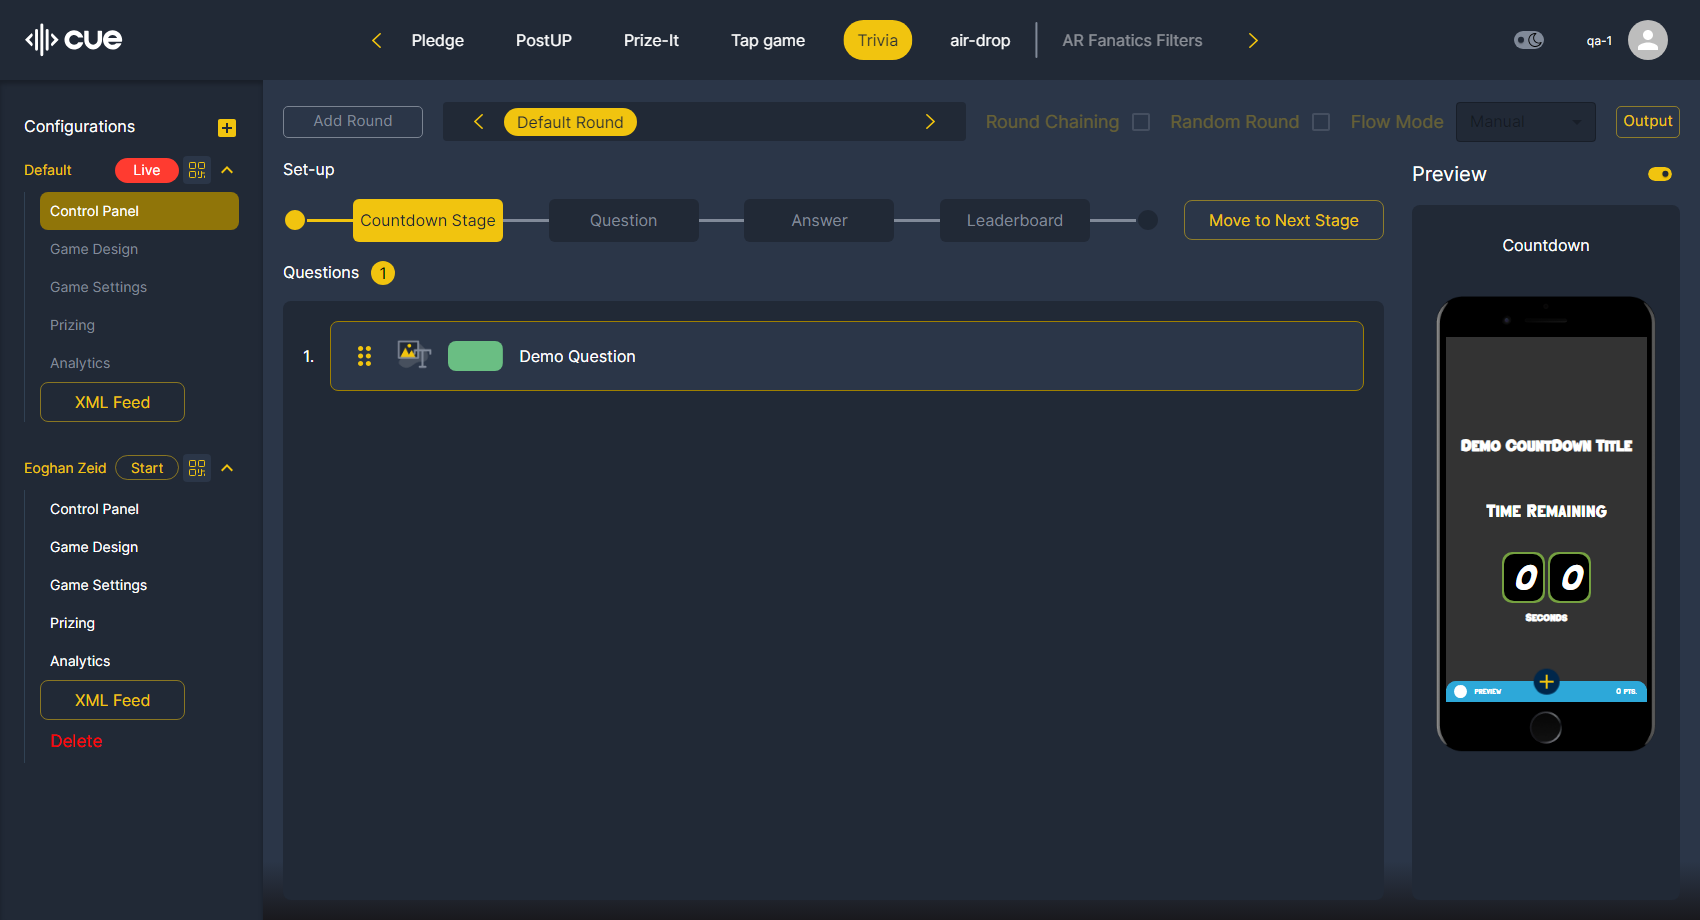 cue
Pledge PostUP Prize-It Tap game Trivia air-drop AR Fanatics Filters
qa-1
Configurations
Default Live
Control Panel
Game Design
Game Settings
Prizing
Analytics
XML Feed
Eoghan Zeid Start
Control Panel
Game Design
Game Settings
Prizing
Analytics
XML Feed
Delete
Add Round
Default Round
Round Chaining Random Round Flow Mode Manual Output
Set-up
Countdown Stage Question Answer Leaderboard Move to Next Stage
Questions 1
1. T Demo Question
Preview
Countdown
Demo CountDown Title
Time Remaining
0 0
Seconds
PREVIEW 0 PTS.